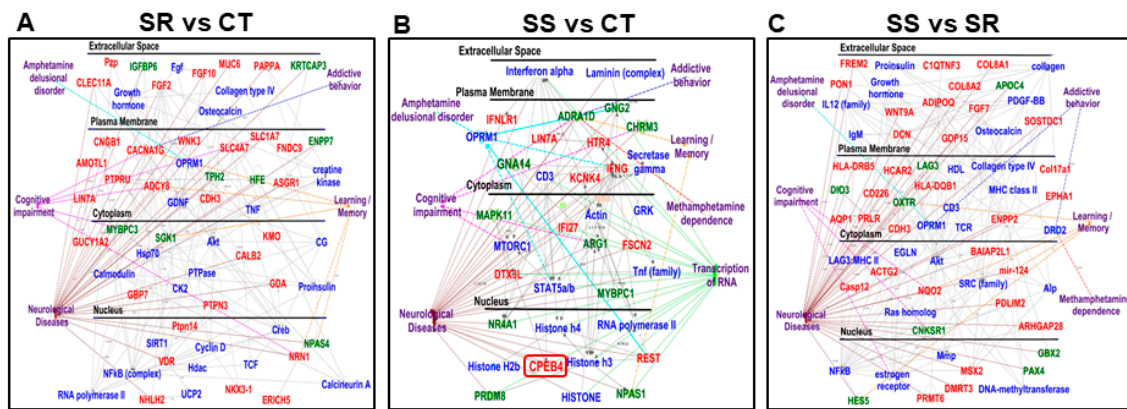 A SR vs CT
Extracellular Space
Pzp IGFBP6 Fgf MUC6 PAPPA KRTCAP3
FGF10
Amphetamine delusional disorder
CLEC11A FGF2
Addictive behavior
Growth hormone
Collagen type IV
Osteocalcin
Plasma Membrane
CNGB1 WNK3 SLC1A7 ENPP7
CACNA1G SLC4A7 FNDC9
AMOTL1 OPRM1
PTPRU TPH2 HFE creatine kinase
ADCY8 CDH3 ASGR1
Cognitive impairment
LIN7A GDNF TNF
Learning / Memory
Cytoplasm
MYBPC3
GUCY1A2 SGK1 Akt KMO CG
Hsp70 CALB2
Calmodulin PTPase
CK2 GDA Proinsulin
GBP7 PTPN3
Neurological Diseases
Nucleus
Ptpn14 Creb NPAS4
SIRT1 Cyclin D
VDR TCF NRN1
NFkB (complex) Hdac
Calcineurin A
RNA polymerase II NHLH2 UCP2 NKX3-1 ERICH5
B SS vs CT
Extracellular Space
Interferon alpha Laminin (complex)
Addictive behavior
Plasma Membrane
GNG2
Amphetamine delusional disorder
IFNLR1 ADRA1D CHRM3
OPRM1 LIN7A HTR4
Learning / Memory
GNA14 Secretase gamma
CD3 IFNG
KCNK4
Cytoplasm
Methamphetamine dependence
Cognitive impairment
MAPK11 Actin GRK
IFI27
MTORC1 ARG1 FSCN2
DTX3L Tnf (family)
Transcription of RNA
STAT5a/b
MYBPC1
Nucleus
Neurological Diseases
NR4A1 Histone h4 RNA polymerase II
REST
Histone H2b CPEB4 Histone h3
PRDM8 HISTONE NPAS1
C SS vs SR
Extracellular Space
FREM2 Proinsulin C1QTNF3 COL8A1 collagen
Amphetamine delusional disorder
PON1 Growth hormone COL8A2 APOC4
Addictive behavior
IL12 (family) ADIPOQ FGF7 PDGF-BB
WNT9A SOSTDC1
IgM DCN GDP15 Osteocalcin
Plasma Membrane
HLA-DRB5 LAG3 HDL Collagen type IV
HCAR2 Col17a1
DIO3 CD226 HLA-DQB1 MHC class II
Cognitive impairment
OXTR EPHA1
AQP1 PRLR CD3 ENPP2
CDH3 OPRM1 TCR
Learning / Memory
DRD2
Cytoplasm
EGLN BAIAP2L1
LAG3:MHC II Akt
ACTG2 mir-124
Casp12 SRC (family) Alp
NQO2 PDLIM2
Methamphetamine dependence
Neurological Diseases
Ras homolog
ARHGAP28
Nucleus
CNKSR1
Mmp GBX2
NFkB estrogen receptor MSX2 PAX4
DMRT3 DNA-methyltransferase
HES5 PRMT6